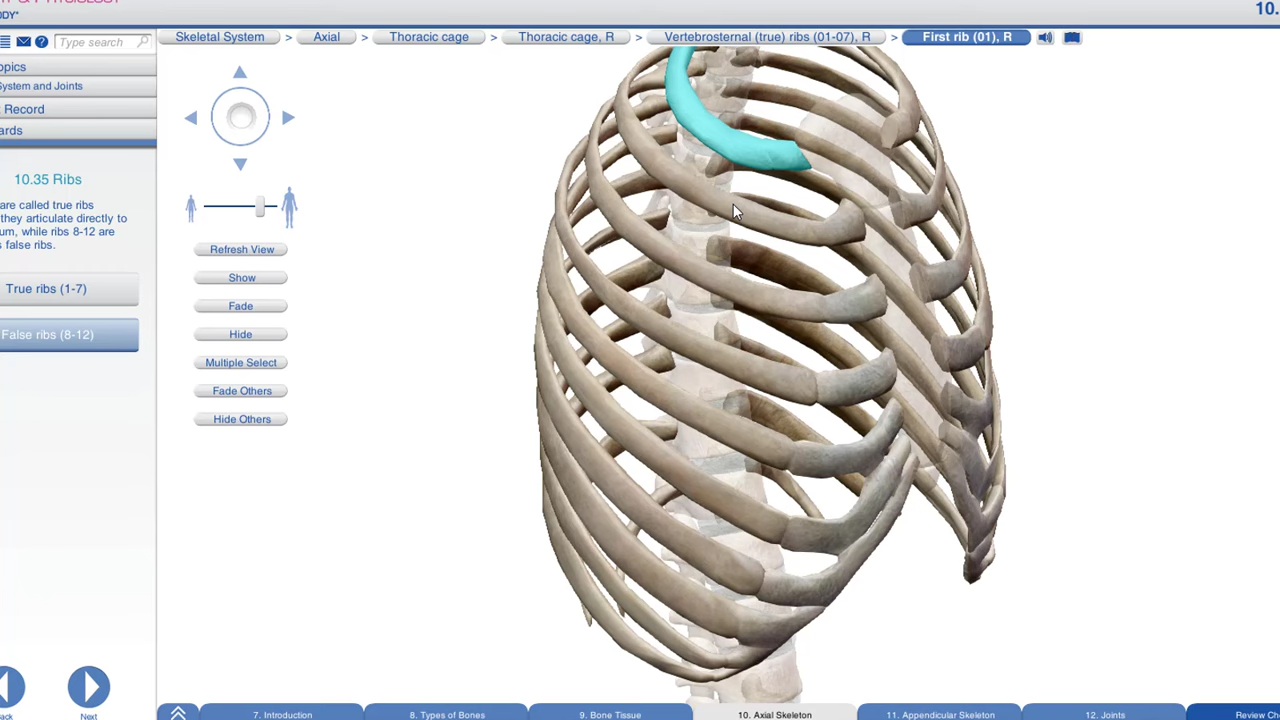 10.
ODY*
Type search
Skeletal System > Axial > Thoracic cage > Thoracic cage, R > Vertebrosternal (true) ribs (01-07), R > First rib (01), R
opics
System and Joints
Record
ards
10.35 Ribs
are called true ribs
they articulate directly to
um, while ribs 8-12 are
s false ribs.
True ribs (1-7)
False ribs (8-12)
Refresh View
Show
Fade
Hide
Multiple Select
Fade Others
Hide Others
ack
Next
7. Introduction
8. Types of Bones
9. Bone Tissue
10. Axial Skeleton
11. Appendicular Skeleton
12. Joints
Review Ch